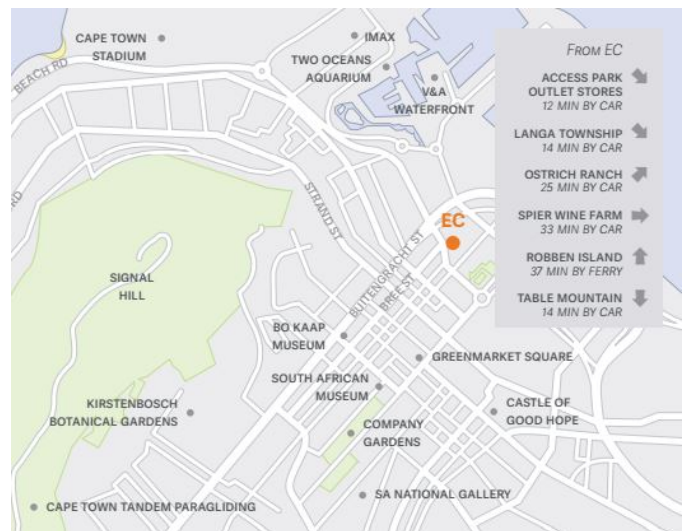 CAPE TOWN
STADIUM
IMAX
TWO OCEANS
AQUARIUM
V&A
WATERFRONT
BEACH RD
RD
STRAND ST
BUITENGRACHT ST
BREE ST
EC
SIGNAL
HILL
BO KAAP
MUSEUM
GREENMARKET SQUARE
SOUTH AFRICAN
MUSEUM
KIRSTENBOSCH
BOTANICAL GARDENS
COMPANY
GARDENS
CASTLE OF
GOOD HOPE
CAPE TOWN TANDEM PARAGLIDING
SA NATIONAL GALLERY
FROM EC
ACCESS PARK
OUTLET STORES
12 MIN BY CAR
LANGA TOWNSHIP
14 MIN BY CAR
OSTRICH RANCH
25 MIN BY CAR
SPIER WINE FARM
33 MIN BY CAR
ROBBEN ISLAND
37 MIN BY FERRY
TABLE MOUNTAIN
14 MIN BY CAR